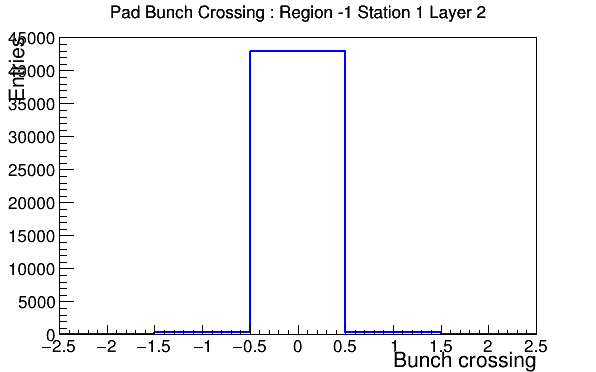 Pad Bunch Crossing : Region -1 Station 1 Layer 2
Entries
45000
40000
35000
30000
25000
20000
15000
10000
5000
0
−2.5 −2 −1.5 −1 −0.5 0 0.5 1 1.5 2 2.5
Bunch crossing